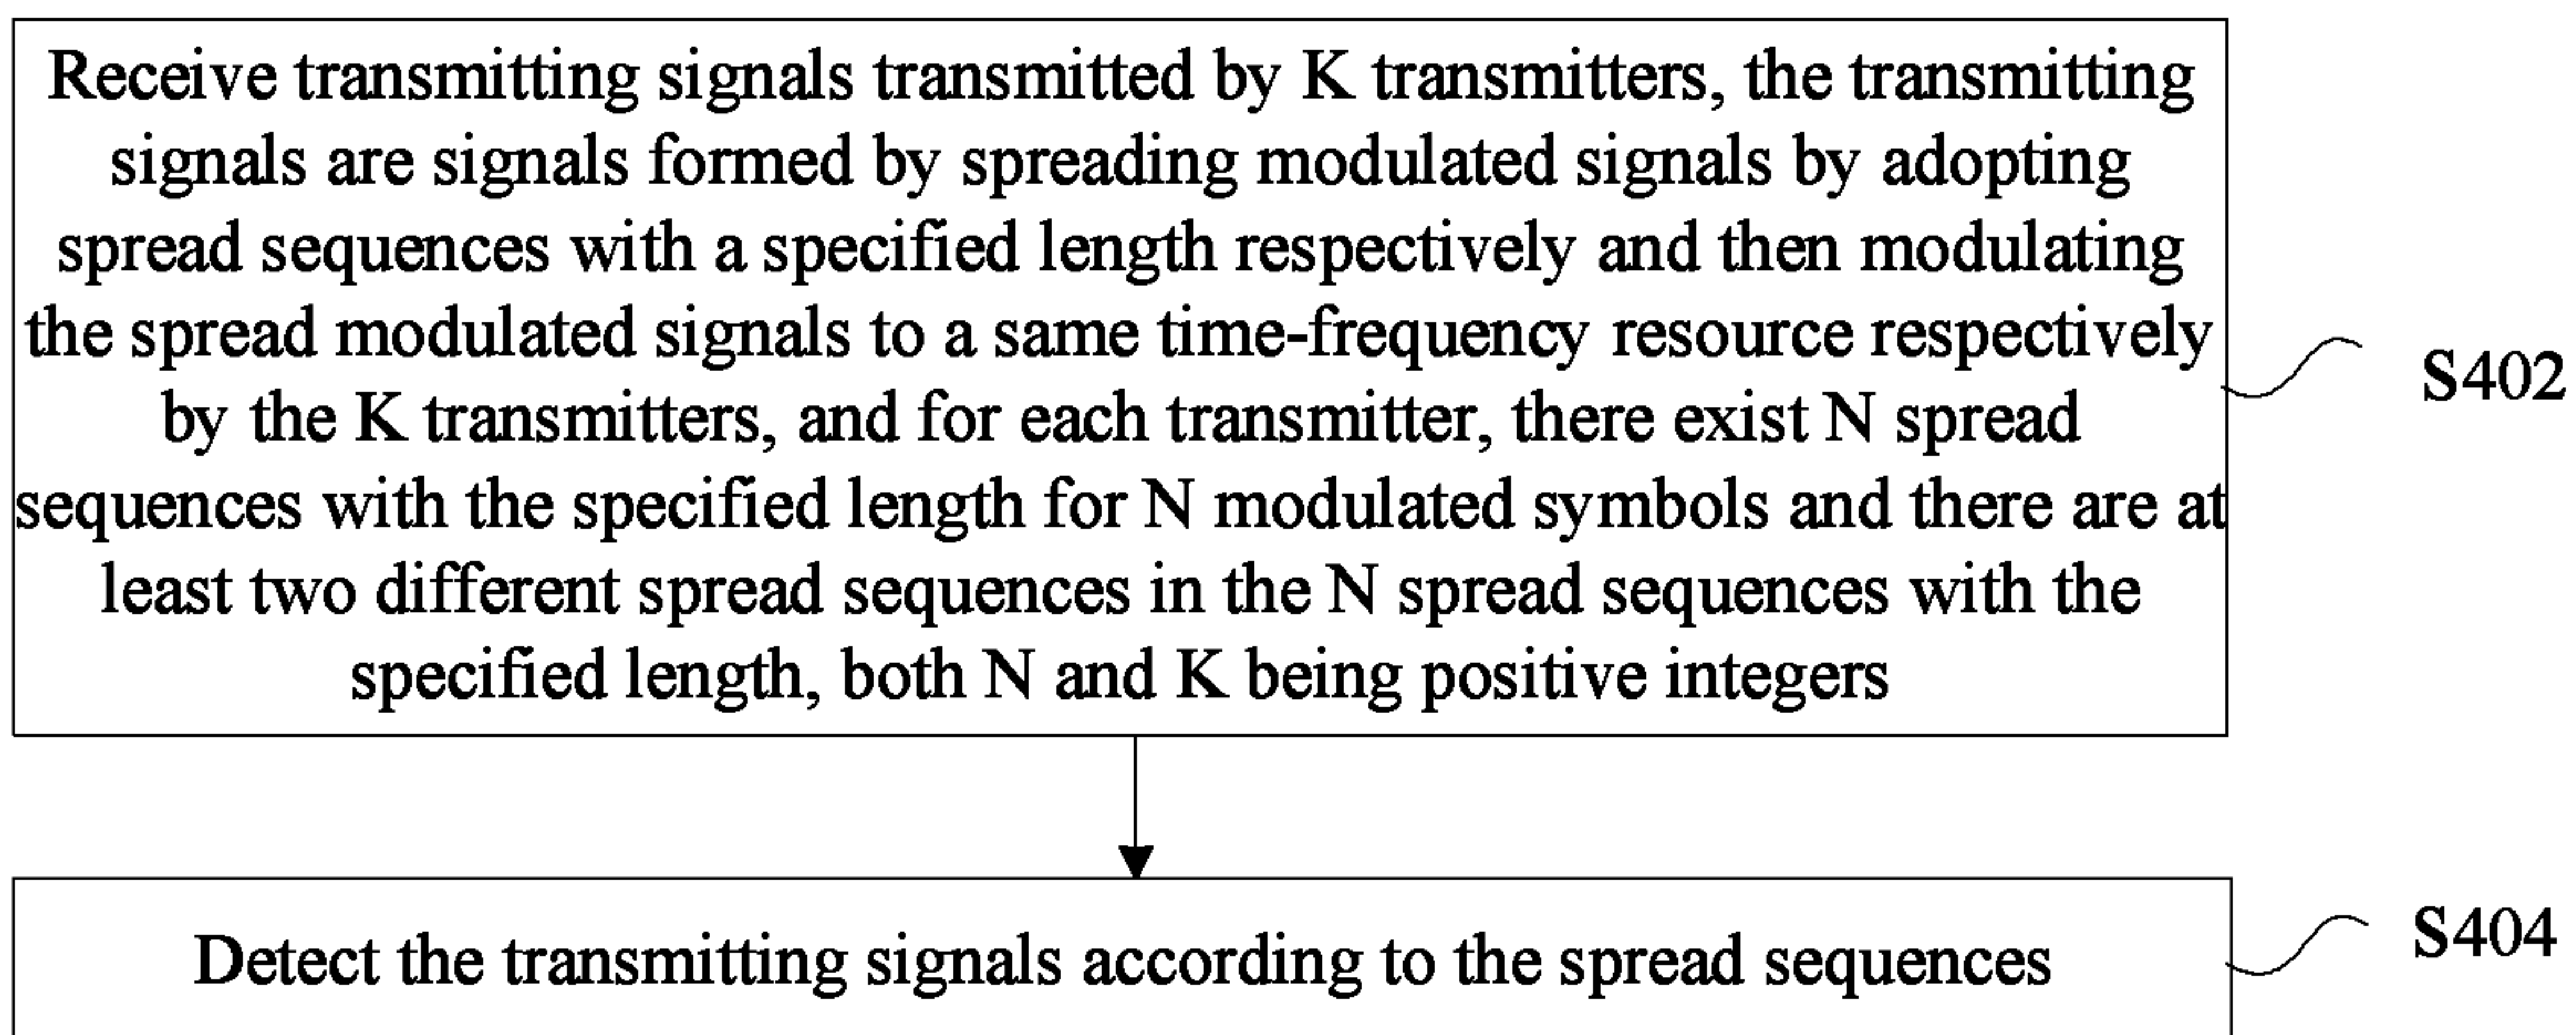 Receive transmitting signals transmitted by K transmitters, the transmitting
signals are signals formed by spreading modulated signals by adopting
spread sequences with a specified length respectively and then modulating
the spread modulated signals to a same time-frequency resource respectively
by the K transmitters, and for each transmitter, there exist N spread
sequences with the specified length for N modulated symbols and there are at
least two different spread sequences in the N spread sequences with the
specified length, both N and K being positive integers
S402
Detect the transmitting signals according to the spread sequences
S404